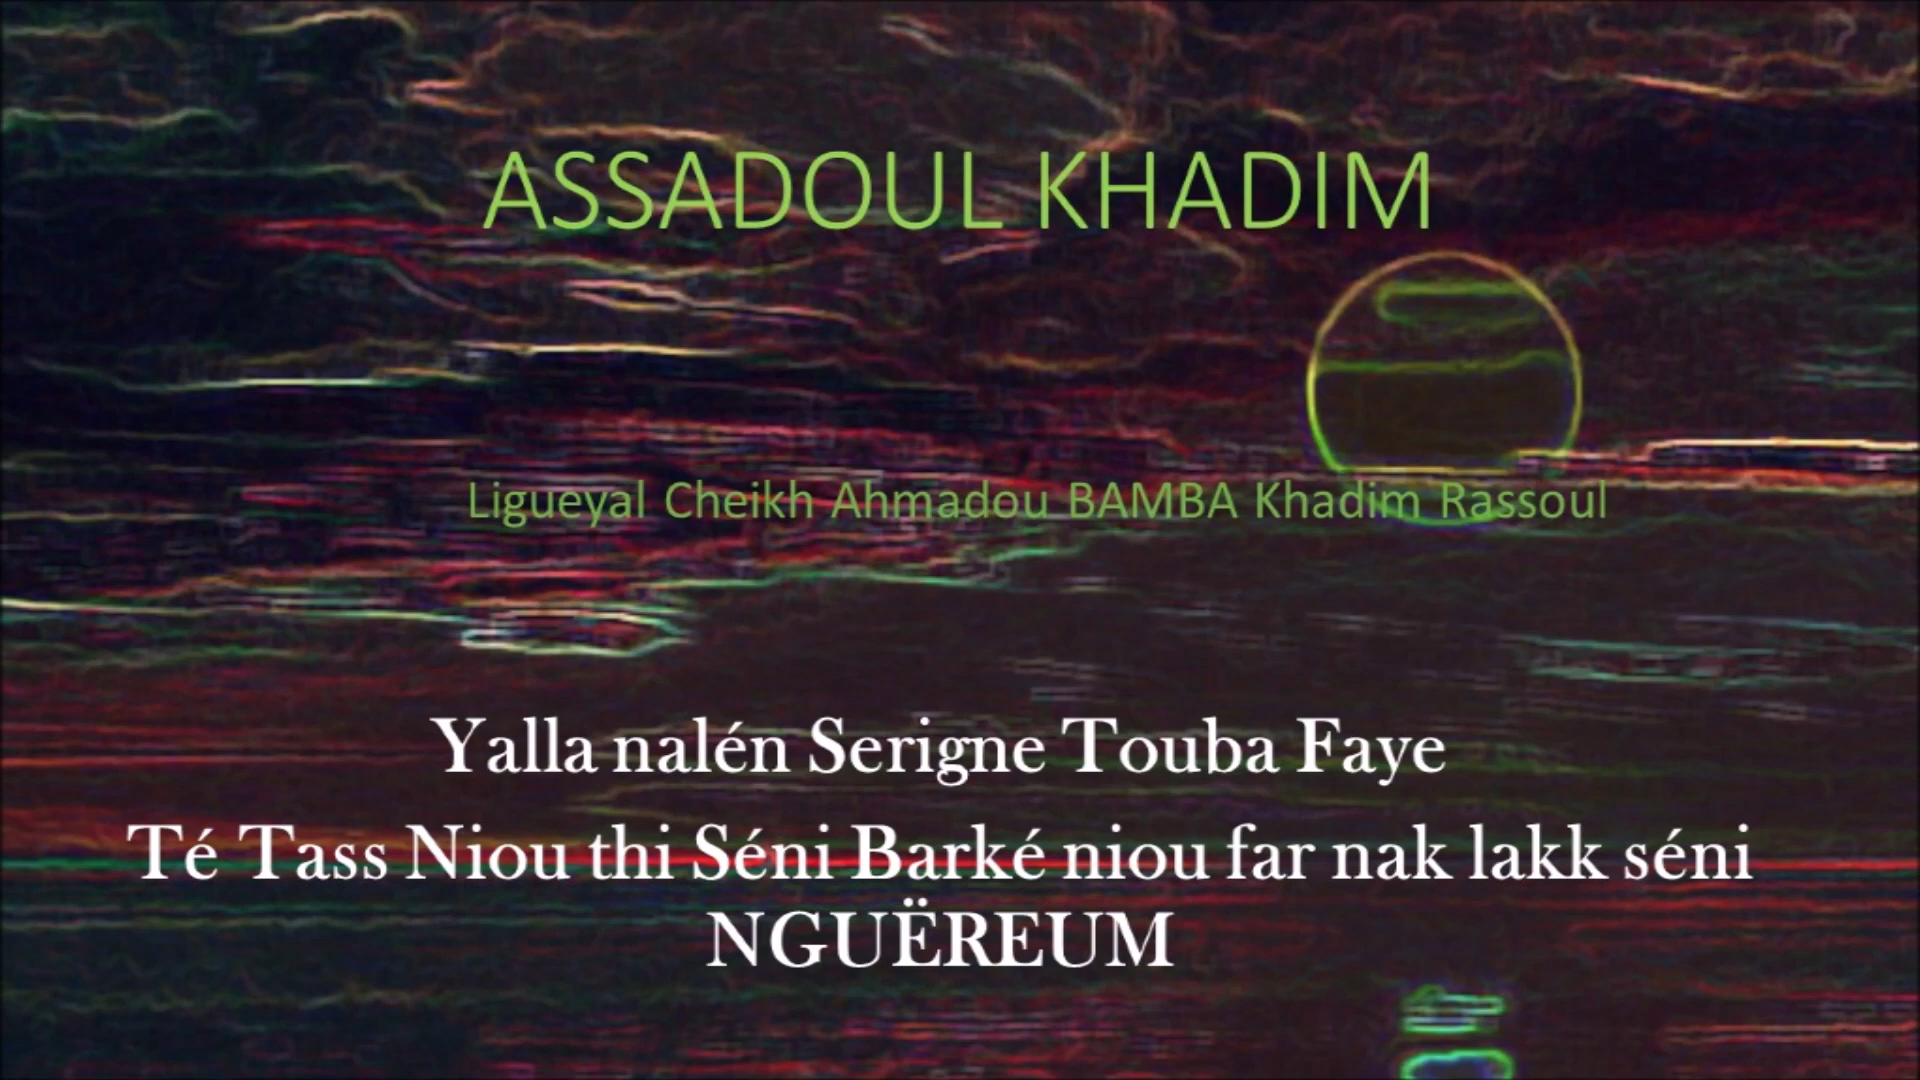 ASSADOUL KHADIM
Ligueyal Cheikh Ahmadou BAMBA Khadim Rassoul
Yalla nalén Serigne Touba Faye
Té Tass Niou thi Séni Barké niou far nak lakk séni
NGUËREUM